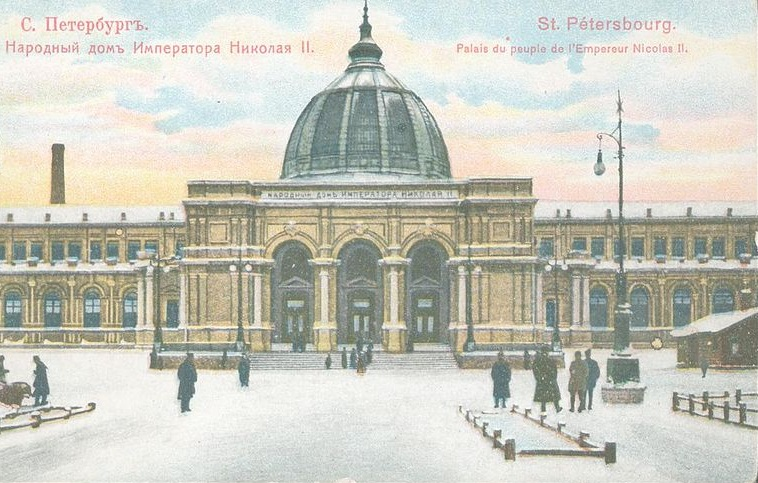 С. Петербургъ.
Народный домъ Императора Николая II.
St. Pétersbourg.
Palais du peuple de l'Empereur Nicolas II.
НАРОДНЫЙ ДОМЪ ИМПЕРАТОРА НИКОЛАЯ II